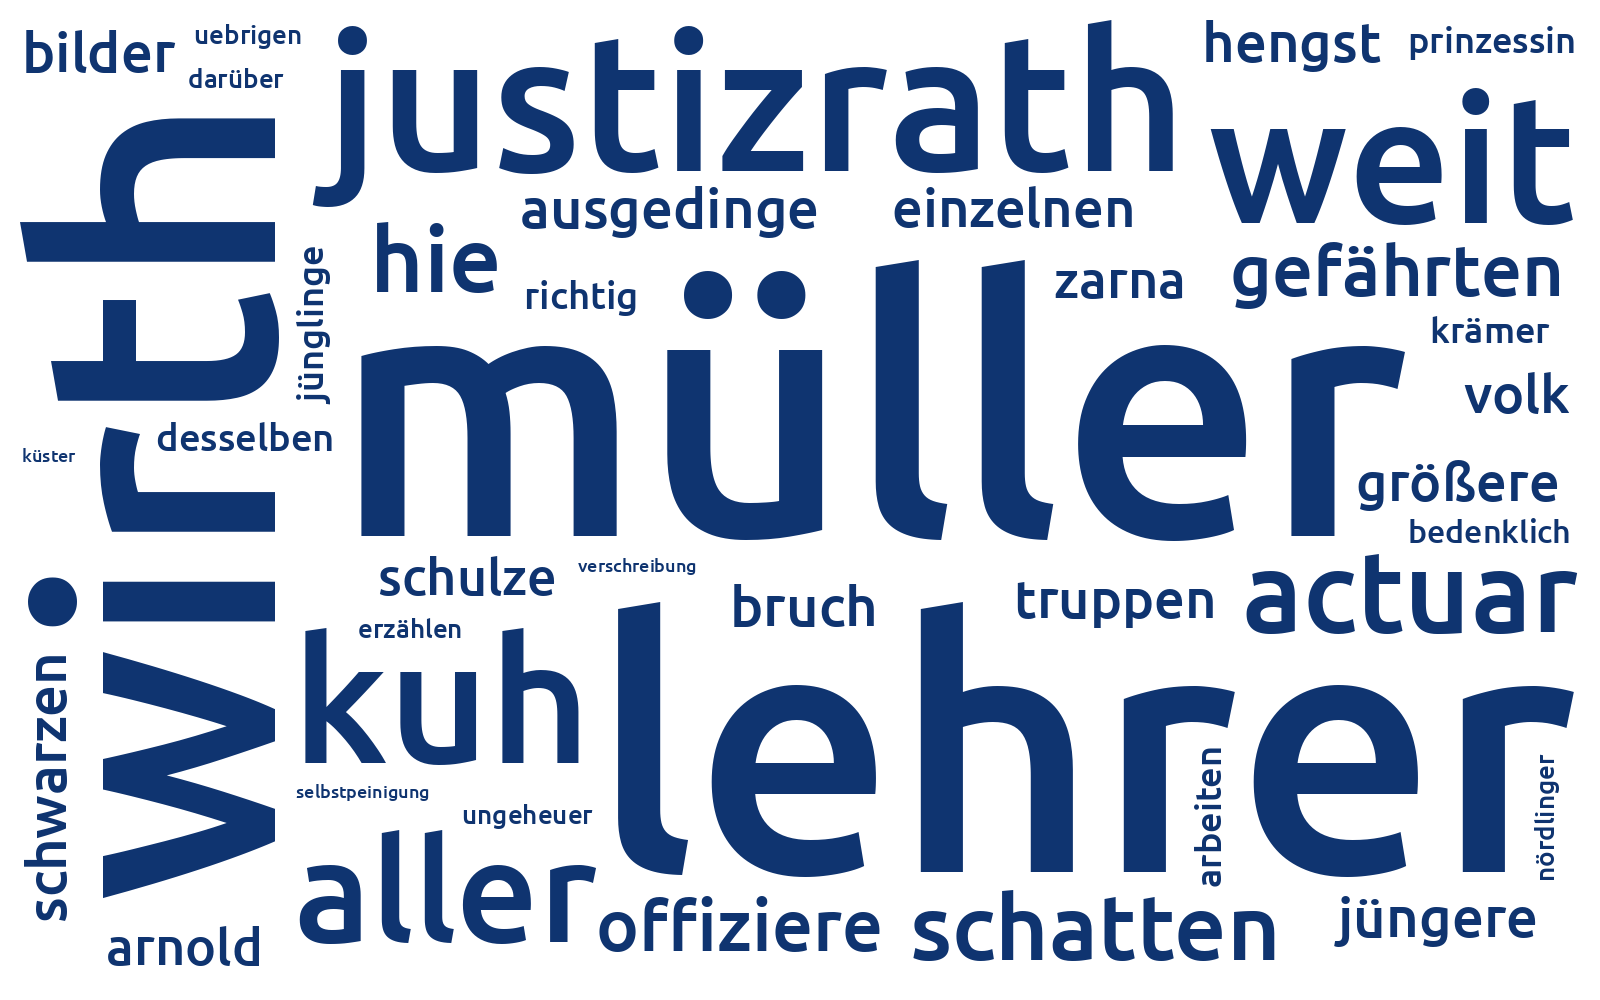 bilder
uebrigen
darüber
justizrath
hengst
prinzessin
weit
wirth
ausgedinge
einzelnen
hie
jünglinge
richtig
zarna
gefährten
krämer
müller
volk
desselben
küster
größere
bedenklich
schulze
verschreibung
bruch
truppen
actuar
erzählen
kuh
lehrer
schwarzen
selbstpeinigung
ungeheuer
arbeiten
nördlinger
aller
offiziere
schatten
jüngere
arnold